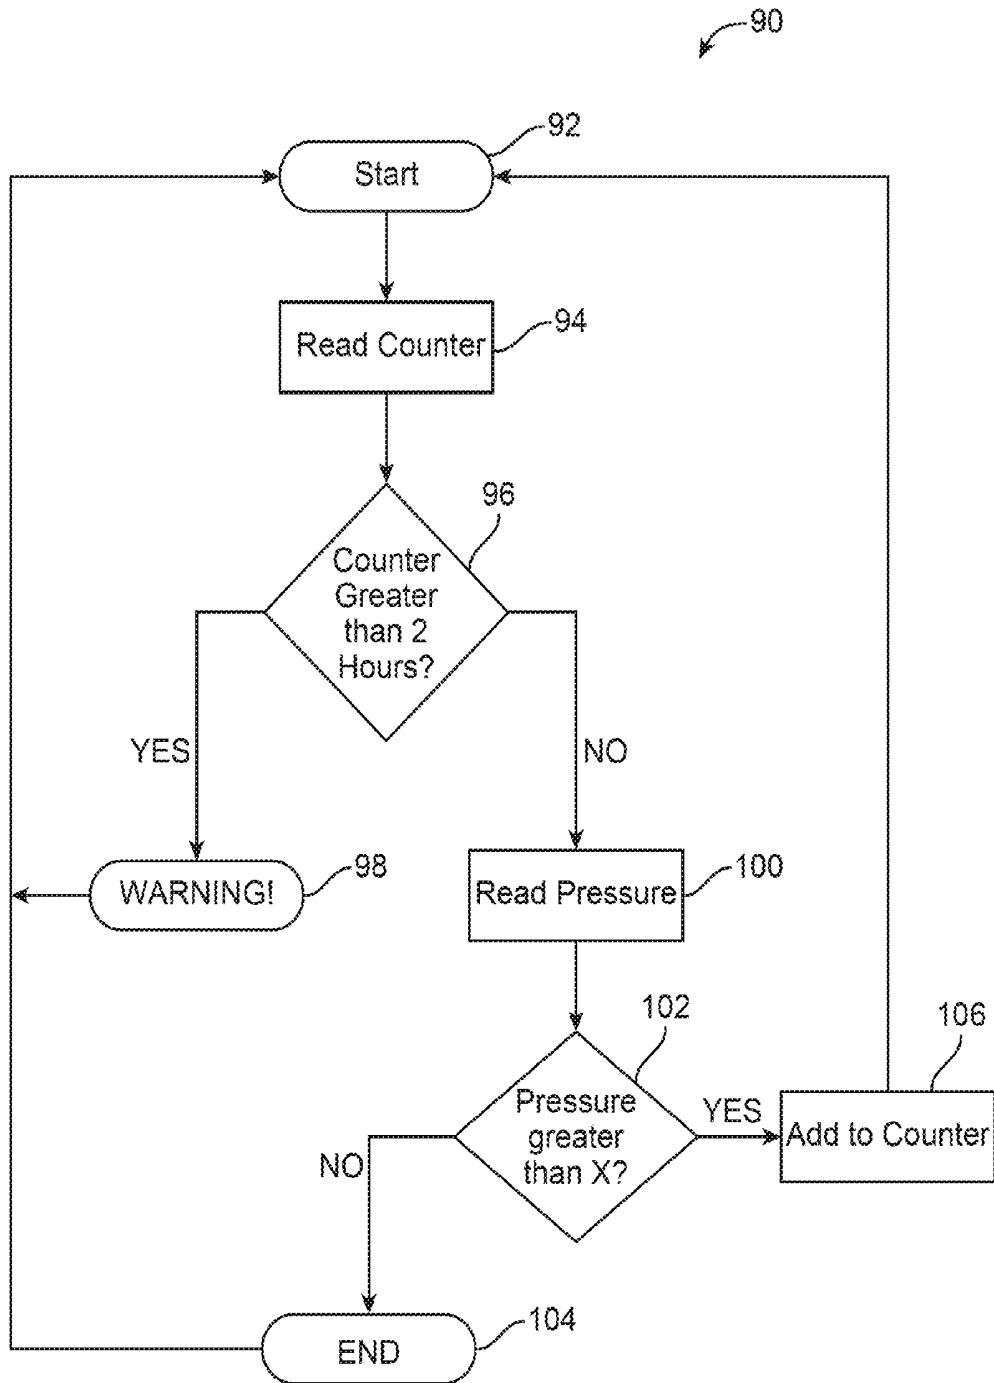 90
92
Start
94
Read Counter
96
Counter
Greater
than 2
Hours?
YES
NO
98
WARNING!
100
Read Pressure
102
106
Pressure
greater
than X?
YES
Add to Counter
NO
104
END